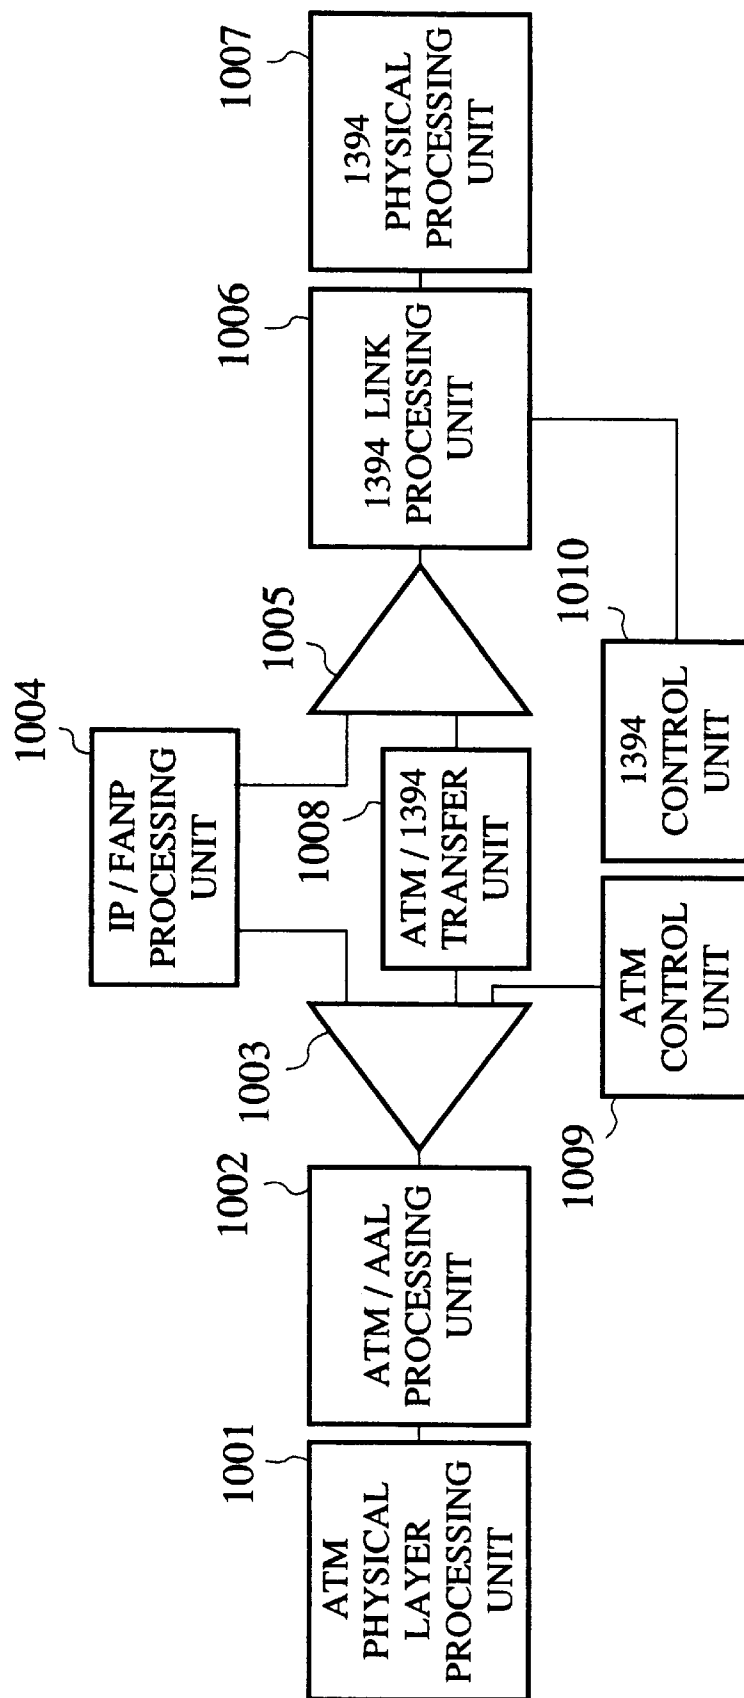 1001
ATM
PHYSICAL
LAYER
PROCESSING
UNIT
1002
ATM / AAL
PROCESSING
UNIT
1003
1004
IP / FANP
PROCESSING
UNIT
1008
ATM / 1394
TRANSFER
UNIT
1005
1006
1394 LINK
PROCESSING
UNIT
1007
1394
PHYSICAL
PROCESSING
UNIT
1009
ATM
CONTROL
UNIT
1010
1394
CONTROL
UNIT